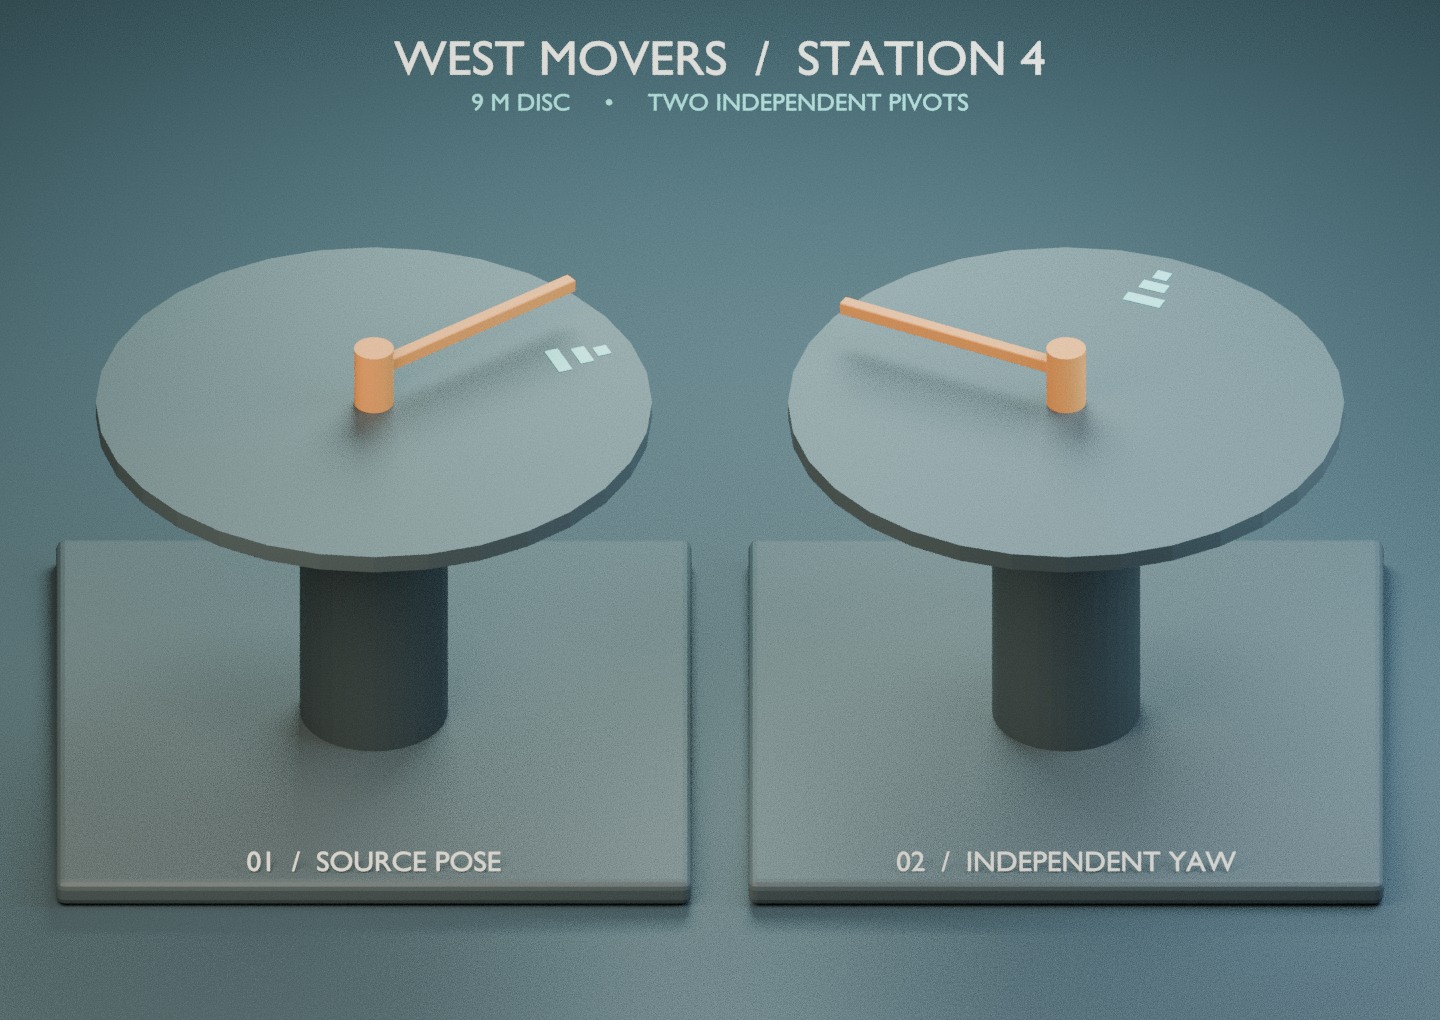 WEST MOVERS / STATION 4
9 M DISC • TWO INDEPENDENT PIVOTS
01 / SOURCE POSE
02 / INDEPENDENT YAW